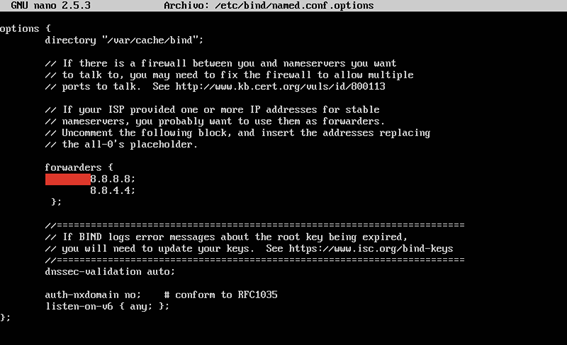 GNU nano 2.5.3 Archivo: /etc/bind/named.conf.options
options {
directory "/var/cache/bind";
// If there is a firewall between you and nameservers you want
// to talk to, you may need to fix the firewall to allow multiple
// ports to talk.  See http://www.kb.cert.org/vuls/id/800113
// If your ISP provided one or more IP addresses for stable
// nameservers, you probably want to use them as forwarders.
// Uncomment the following block, and insert the addresses replacing
// the all-0's placeholder.
forwarders {
8.8.8.8;
8.8.4.4;
};
//========================================================================
// If BIND logs error messages about the root key being expired,
// you will need to update your keys.  See https://www.isc.org/bind-keys
//========================================================================
dnssec-validation auto;
auth-nxdomain no;    # conform to RFC1035
listen-on-v6 { any; };
};